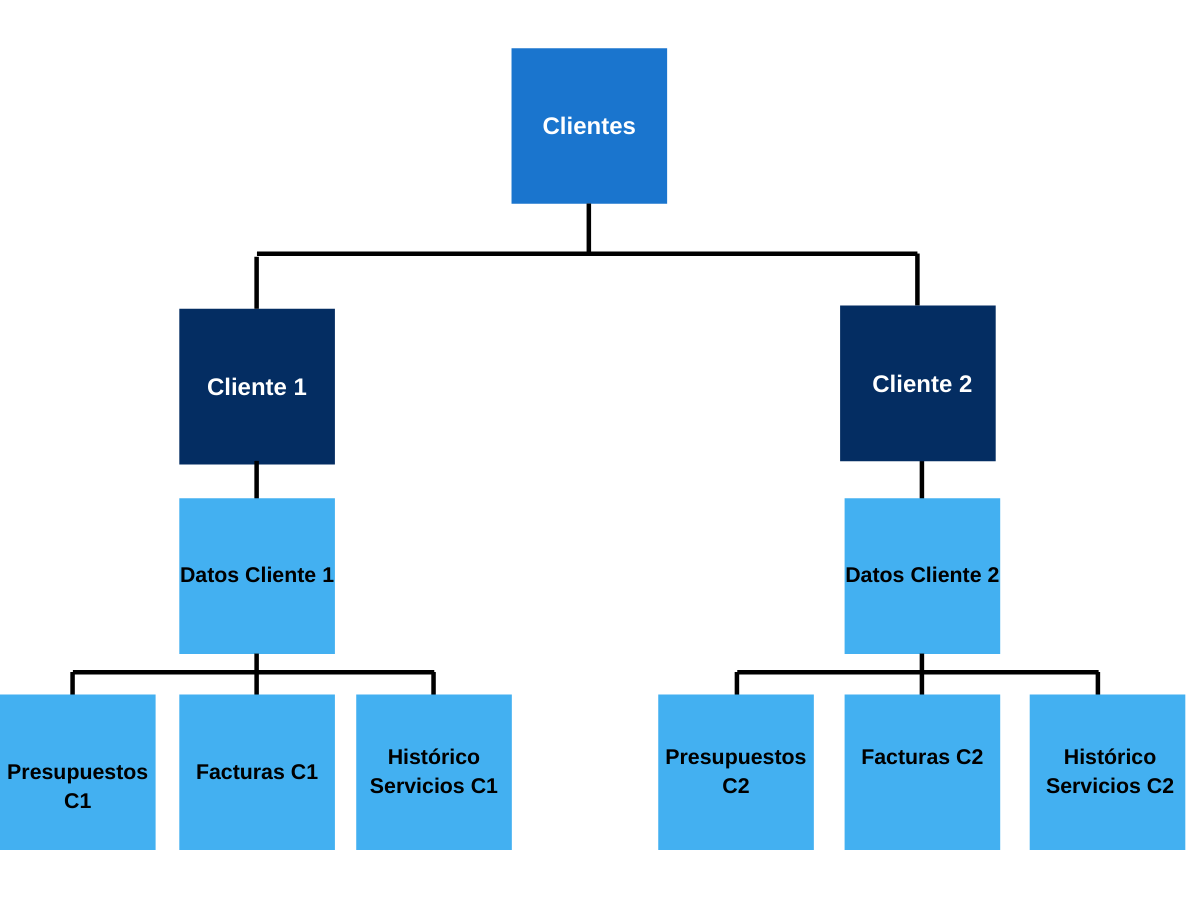 Clientes
Cliente 1
Cliente 2
Datos Cliente 1
Datos Cliente 2
Presupuestos
C1
Facturas C1
Histórico
Servicios C1
Presupuestos
C2
Facturas C2
Histórico
Servicios C2